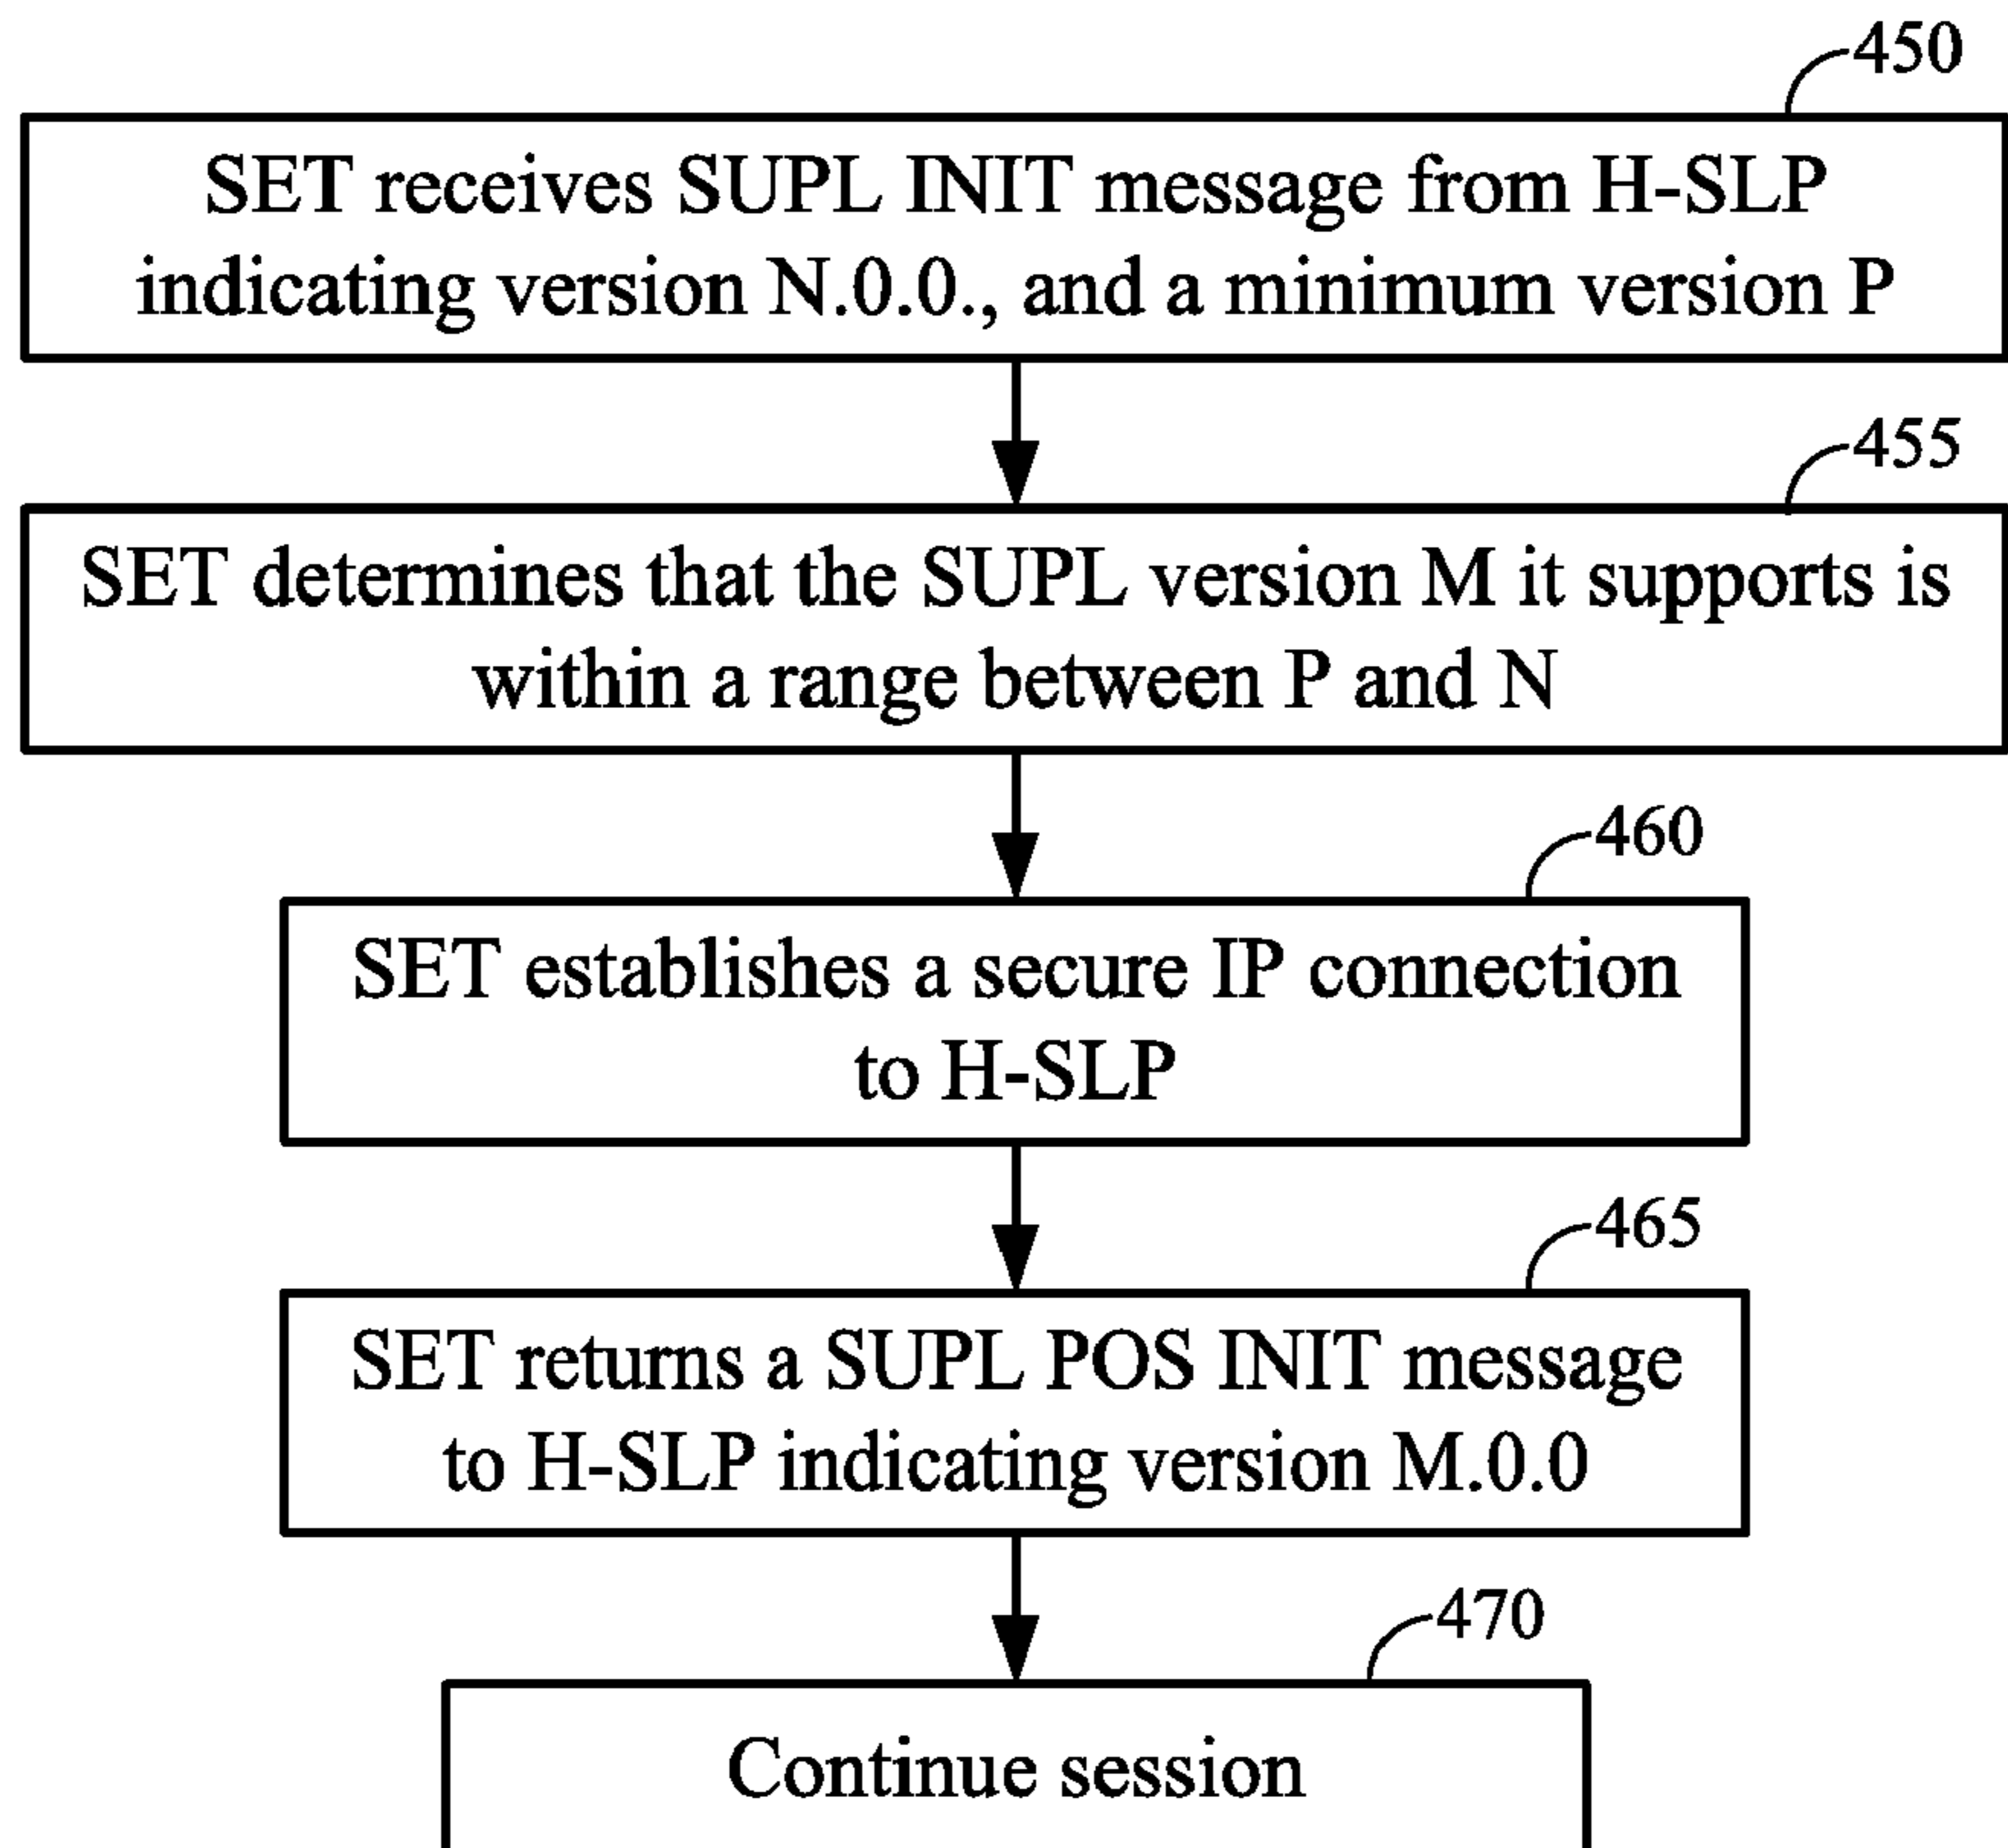 450
SET receives SUPL INIT message from H-SLP
indicating version N.0.0., and a minimum version P
455
SET determines that the SUPL version M it supports is
within a range between P and N
460
SET establishes a secure IP connection
to H-SLP
465
SET returns a SUPL POS INIT message
to H-SLP indicating version M.0.0
470
Continue session